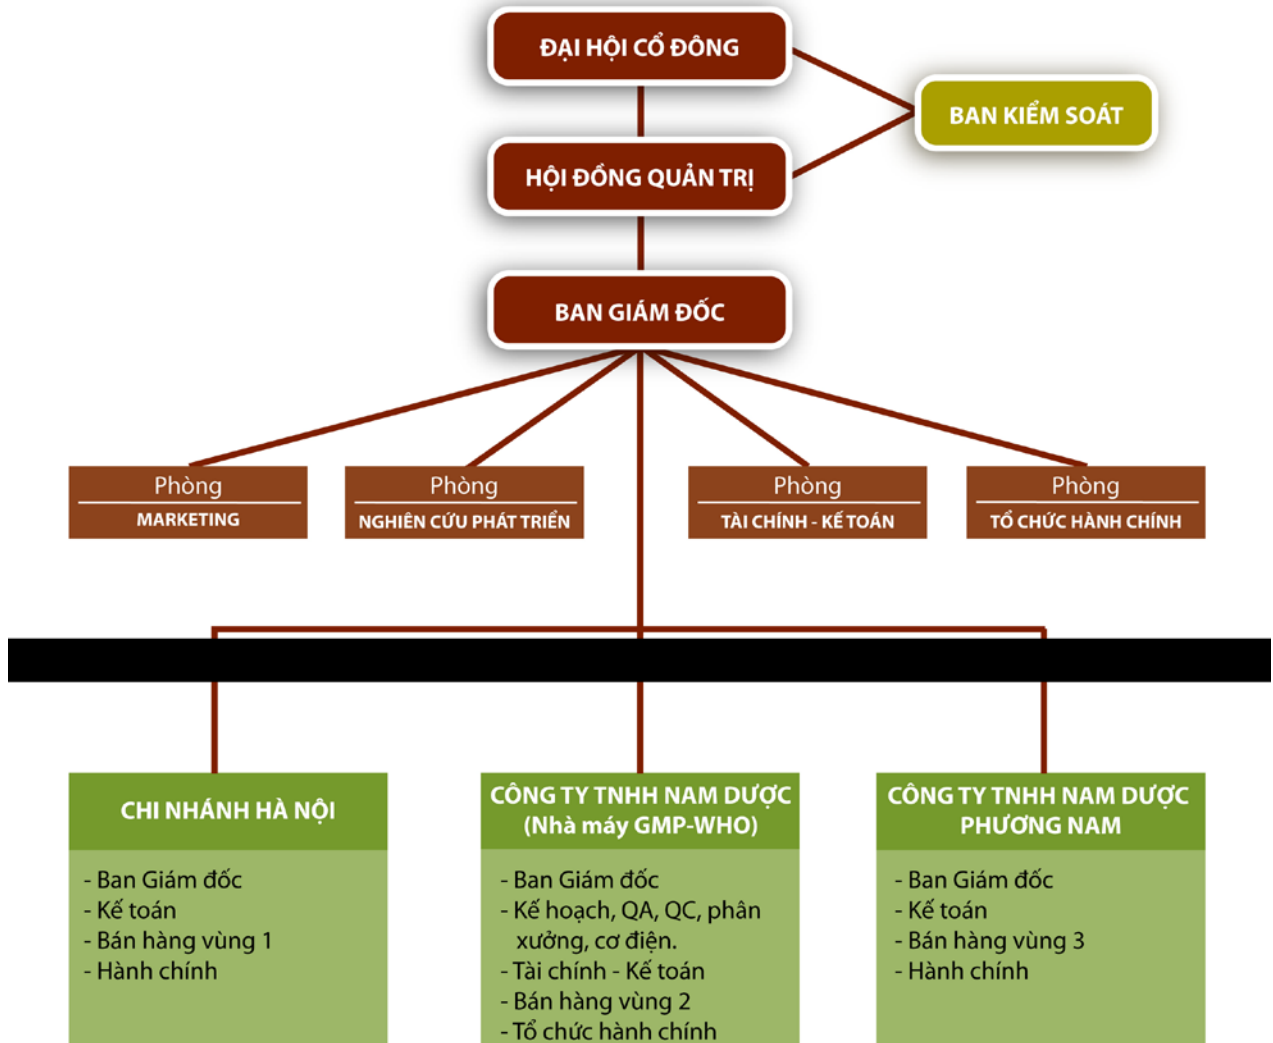 ĐẠI HỘI CỔ ĐÔNG
BAN KIỂM SOÁT
HỘI ĐỒNG QUẢN TRỊ
BAN GIÁM ĐỐC
Phòng
MARKETING
Phòng
NGHIÊN CỨU PHÁT TRIỂN
Phòng
TÀI CHÍNH - KẾ TOÁN
Phòng
TỔ CHỨC HÀNH CHÍNH
CHI NHÁNH HÀ NỘI
- Ban Giám đốc
- Kế toán
- Bán hàng vùng 1
- Hành chính
CÔNG TY TNHH NAM DƯỢC
(Nhà máy GMP-WHO)
- Ban Giám đốc
- Kế hoạch, QA, QC, phân
xưởng, cơ điện.
- Tài chính - Kế toán
- Bán hàng vùng 2
- Tổ chức hành chính
CÔNG TY TNHH NAM DƯỢC
PHƯƠNG NAM
- Ban Giám đốc
- Kế toán
- Bán hàng vùng 3
- Hành chính